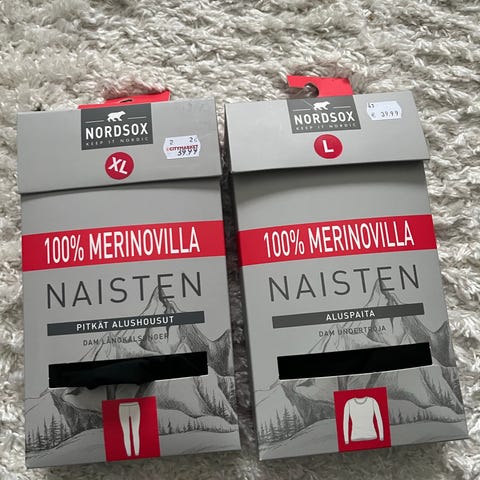 NORDSOX
KEEP IT NORDIC
XL
CITYMARKET
39.99
100% MERINOVILLA
NAISTEN
PITKÄT ALUSHOUSUT
DAM LÅNGKALSONGER
NORDSOX
KEEP IT NORDIC
L
€ 39.99
100% MERINOVILLA
NAISTEN
ALUSPAITA
DAM UNDERTRÖJA